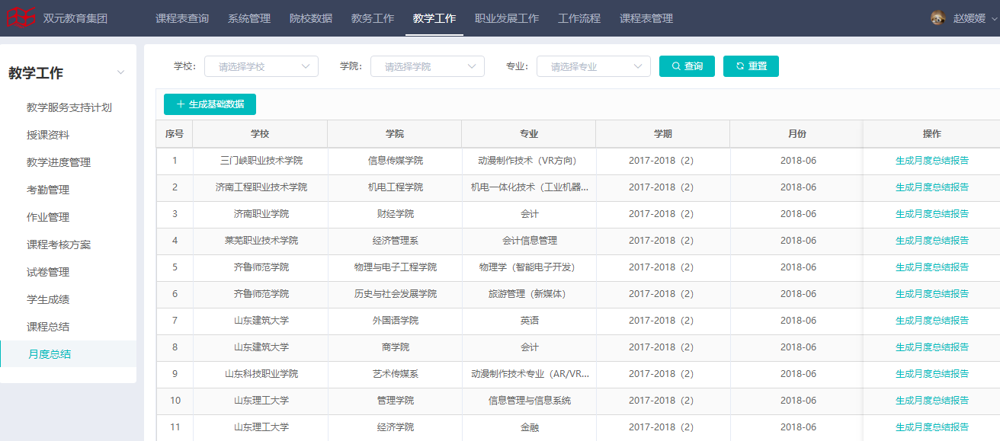 双元教育集团 课程表查询 系统管理 院校数据 教务工作 教学工作 职业发展工作 工作流程 课程表管理 赵媛媛
教学工作
教学服务支持计划
授课资料
教学进度管理
考勤管理
作业管理
课程考核方案
试卷管理
学生成绩
课程总结
月度总结
学校: 请选择学校 学院: 请选择学院 专业: 请选择专业 查询 重置
生成基础数据
序号 学校 学院 专业 学期 月份 操作
1 三门峡职业技术学院 信息传媒学院 动漫制作技术（VR方向） 2017-2018（2） 2018-06 生成月度总结报告
2 济南工程职业技术学院 机电工程学院 机电一体化技术（工业机器... 2017-2018（2） 2018-06 生成月度总结报告
3 济南职业学院 财经学院 会计 2017-2018（2） 2018-06 生成月度总结报告
4 莱芜职业技术学院 经济管理系 会计信息管理 2017-2018（2） 2018-06 生成月度总结报告
5 齐鲁师范学院 物理与电子工程学院 物理学（智能电子开发） 2017-2018（2） 2018-06 生成月度总结报告
6 齐鲁师范学院 历史与社会发展学院 旅游管理（新媒体） 2017-2018（2） 2018-06 生成月度总结报告
7 山东建筑大学 外国语学院 英语 2017-2018（2） 2018-06 生成月度总结报告
8 山东建筑大学 商学院 会计 2017-2018（2） 2018-06 生成月度总结报告
9 山东科技职业学院 艺术传媒系 动漫制作技术专业（AR/VR... 2017-2018（2） 2018-06 生成月度总结报告
10 山东理工大学 管理学院 信息管理与信息系统 2017-2018（2） 2018-06 生成月度总结报告
11 山东理工大学 经济学院 金融 2017-2018（2） 2018-06 生成月度总结报告